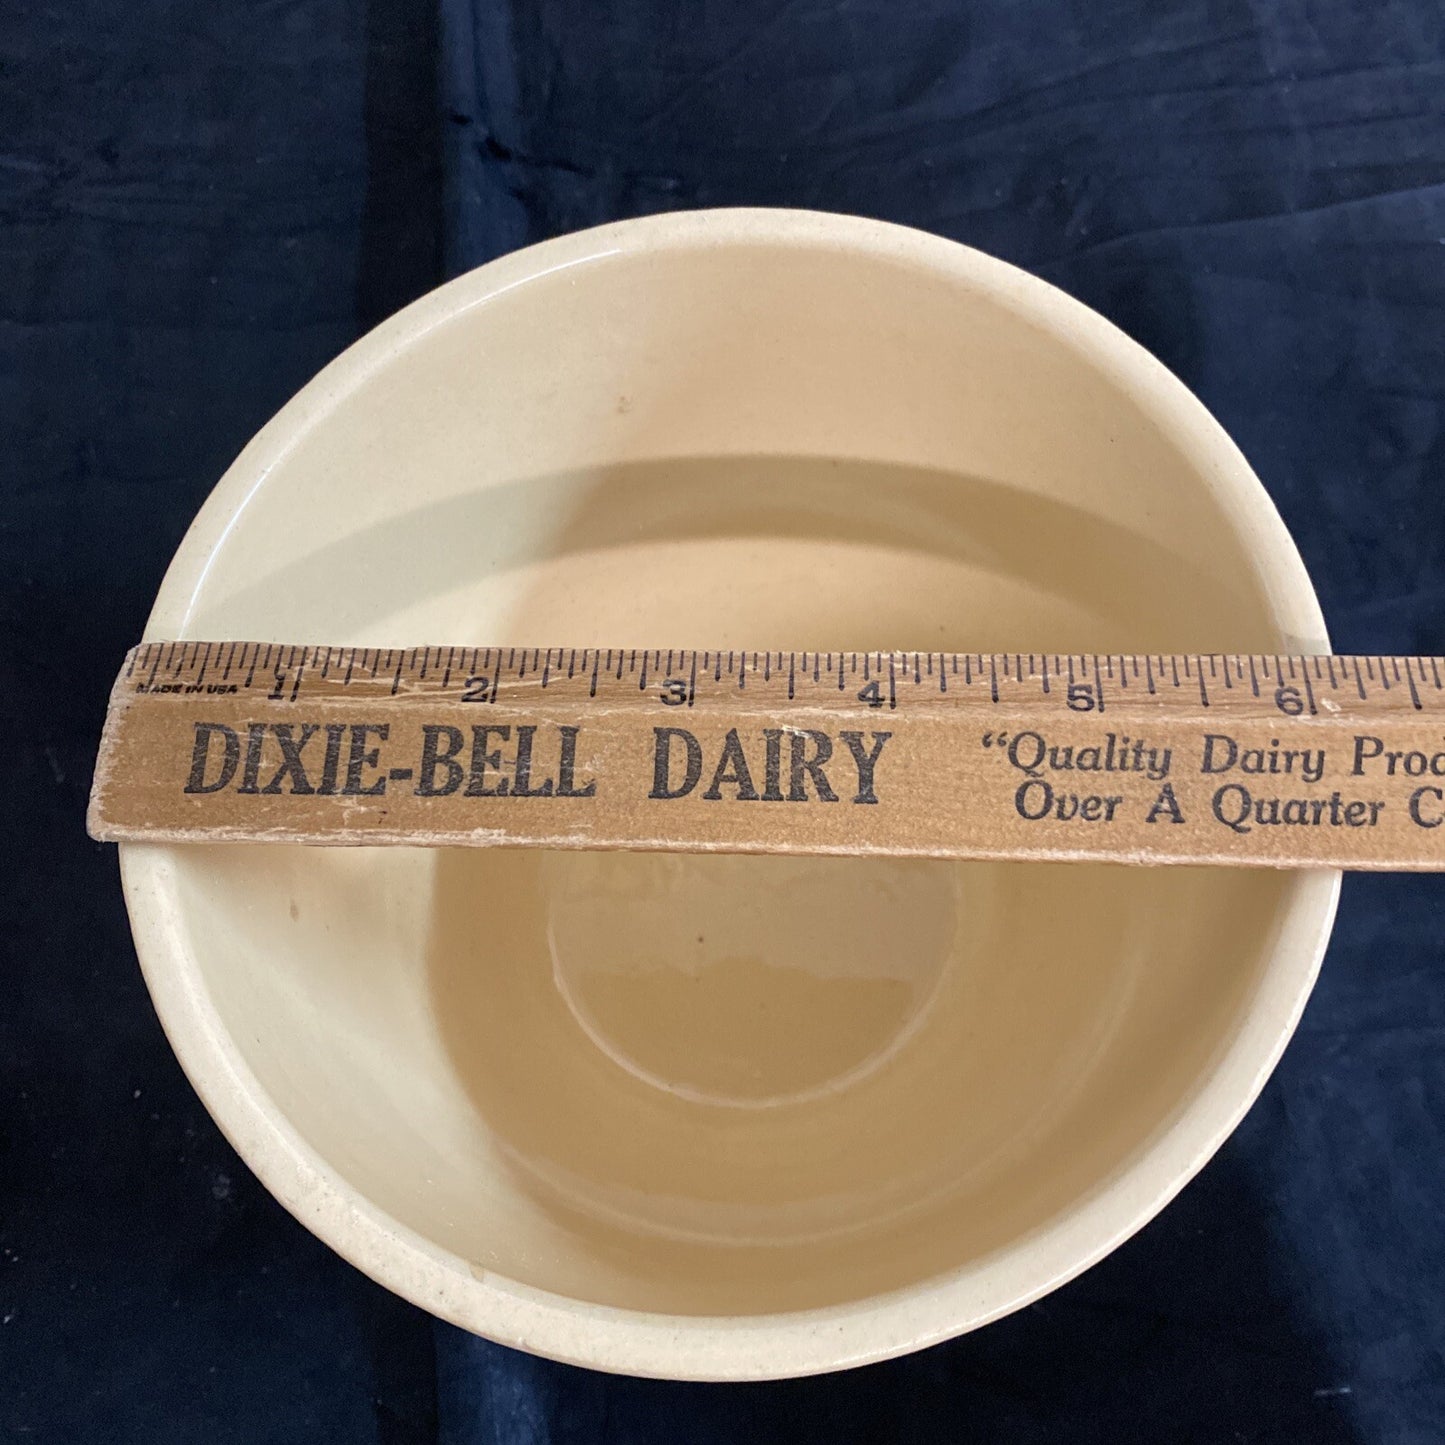 1 2 3 4 5 6
MADE IN USA
DIXIE-BELL DAIRY
"Quality Dairy Prod
Over A Quarter C